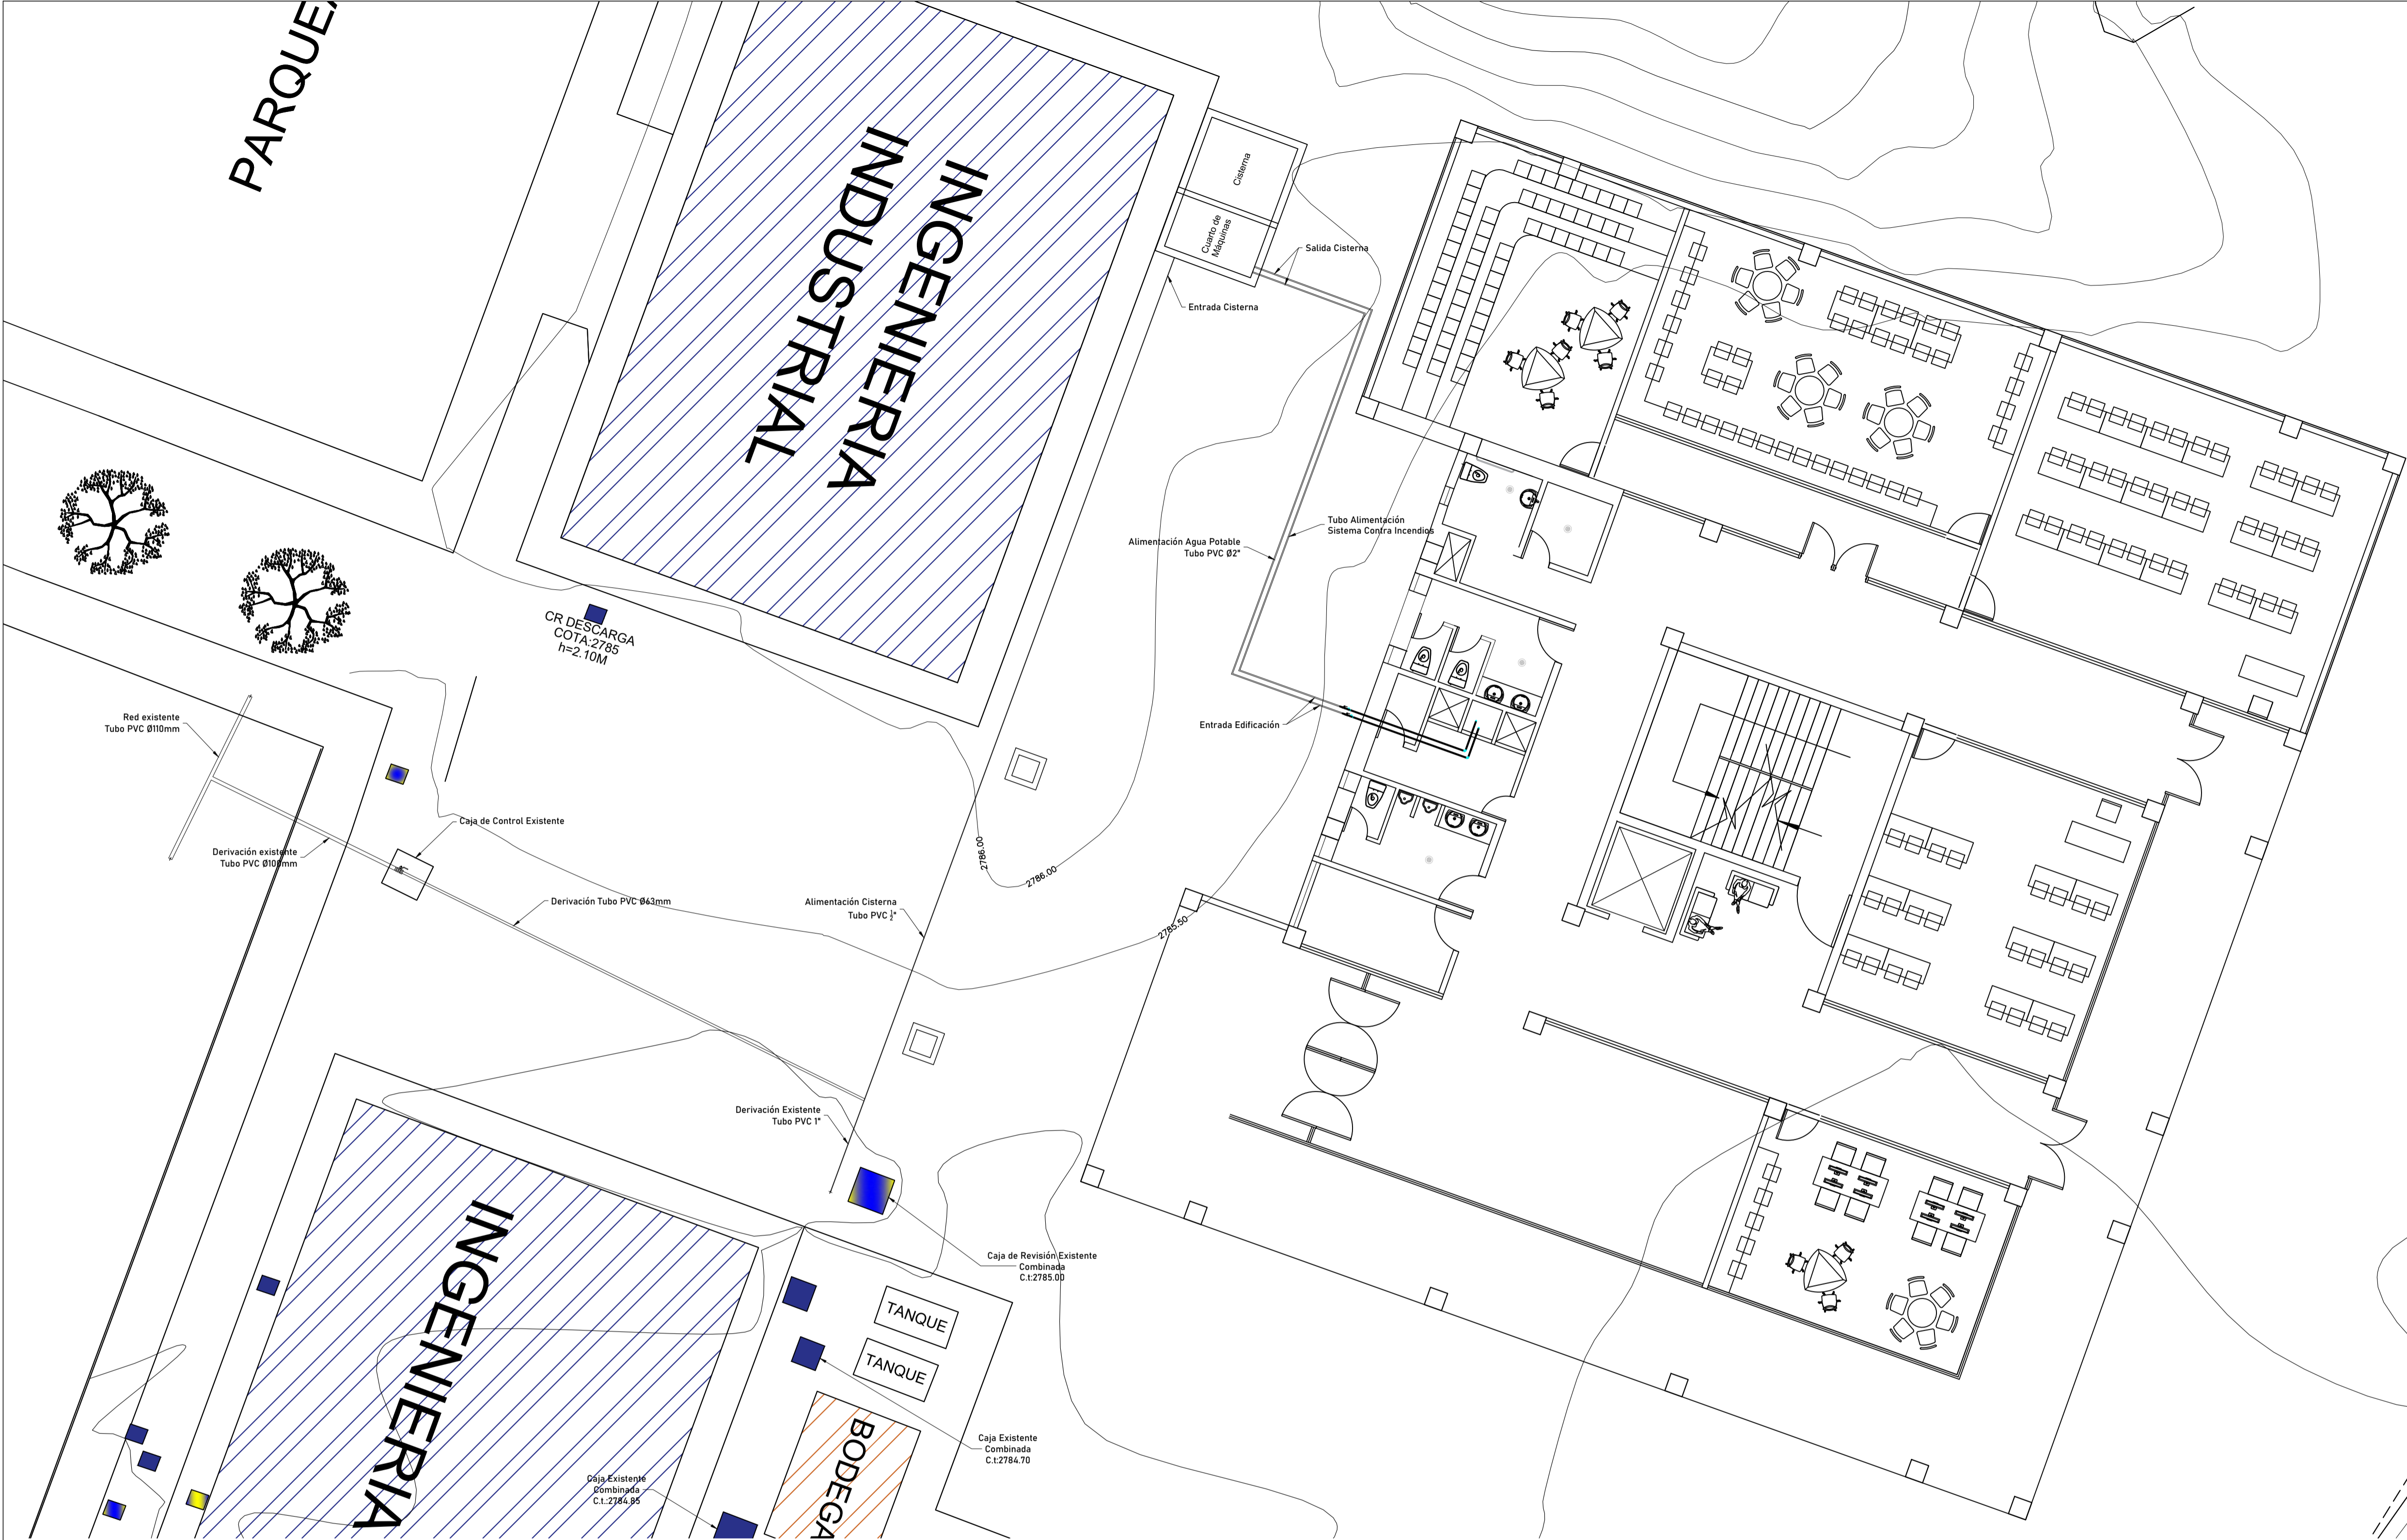 PARQUEA
INGENIERIA
INDUSTRIAL
Cisterna
Cuarto de
Máquinas
Salida Cisterna
Entrada Cisterna
Tubo Alimentación
Sistema Contra Incendios
Alimentación Agua Potable
Tubo PVC Ø2"
CR DESCARGA
COTA:2785
h=2.10M
Red existente
Tubo PVC Ø110mm
Entrada Edificación
Caja de Control Existente
Derivación existente
Tubo PVC Ø100mm
2786.00
2786.00
Derivación Tubo PVC Ø63mm
Alimentación Cisterna
Tubo PVC ½"
2785.50
Derivación Existente
Tubo PVC 1"
Caja de Revisión Existente
Combinada
C.t:2785.00
INGENIERIA
TANQUE
TANQUE
BODEGA
Caja Existente
Combinada
C.t:2784.70
Caja Existente
Combinada
C.t.:2784.85